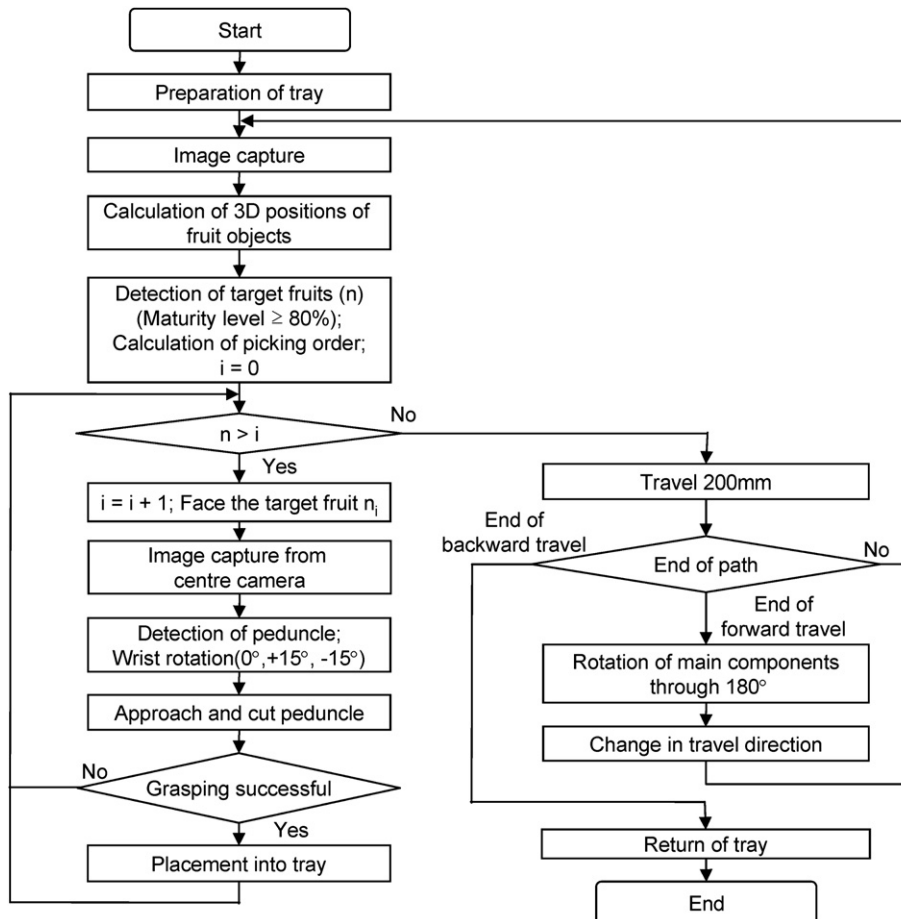 Start
Preparation of tray
Image capture
Calculation of 3D positions of
fruit objects
Detection of target fruits (n)
(Maturity level ≥ 80%);
Calculation of picking order;
i = 0
n > i
No
Yes
i = i + 1; Face the target fruit nᵢ
Image capture from
centre camera
Detection of peduncle;
Wrist rotation(0°,+15°, -15°)
Approach and cut peduncle
No
Grasping successful
Yes
Placement into tray
Travel 200mm
End of
backward travel
End of path
No
End of
forward travel
Rotation of main components
through 180°
Change in travel direction
Return of tray
End